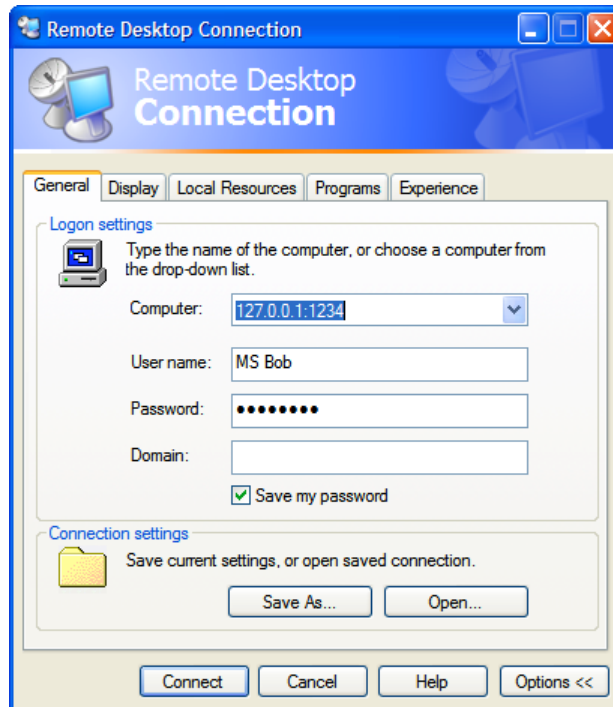 Remote Desktop Connection
Remote Desktop
Connection
General Display Local Resources Programs Experience
Logon settings
Type the name of the computer, or choose a computer from
the drop-down list.
Computer: 127.0.0.1:1234
User name: MS Bob
Password: ●●●●●●●●
Domain:
Save my password
Connection settings
Save current settings, or open saved connection.
Save As... Open...
Connect Cancel Help Options <<